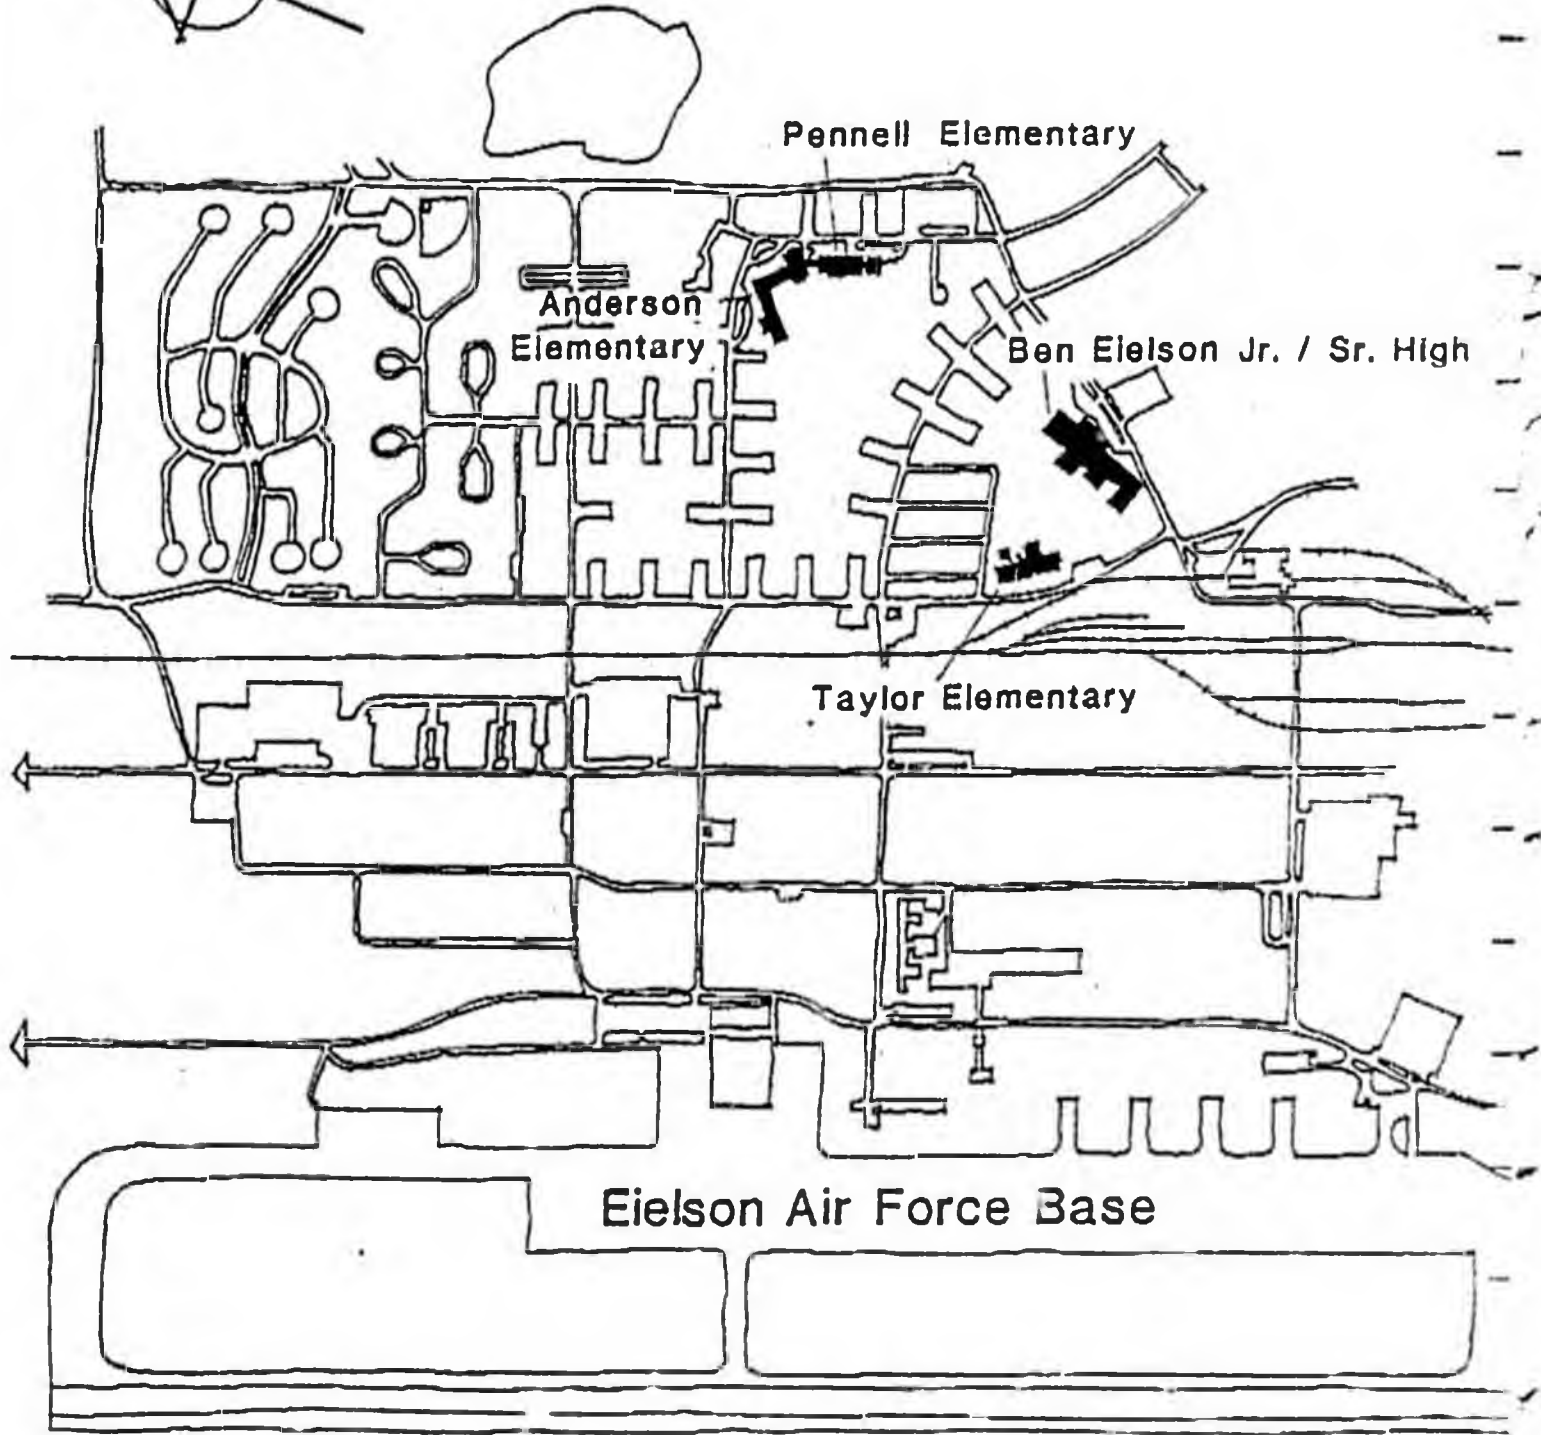 Pennell Elementary
Anderson
Elementary
Ben Eielson Jr. / Sr. High
Taylor Elementary
Eielson Air Force Base